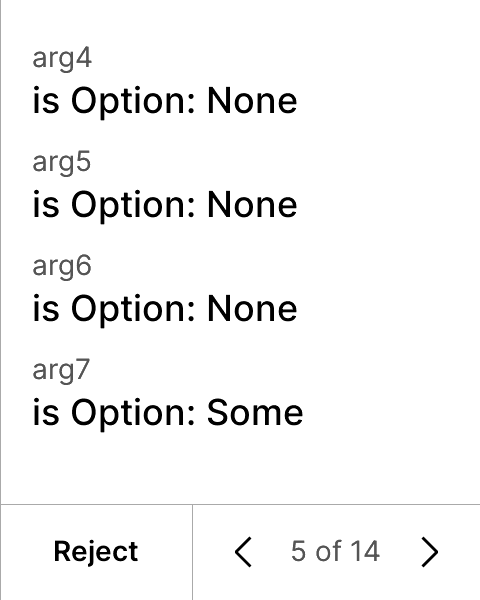 arg4
is Option: None
arg5
is Option: None
arg6
is Option: None
arg7
is Option: Some
Reject
5 of 14